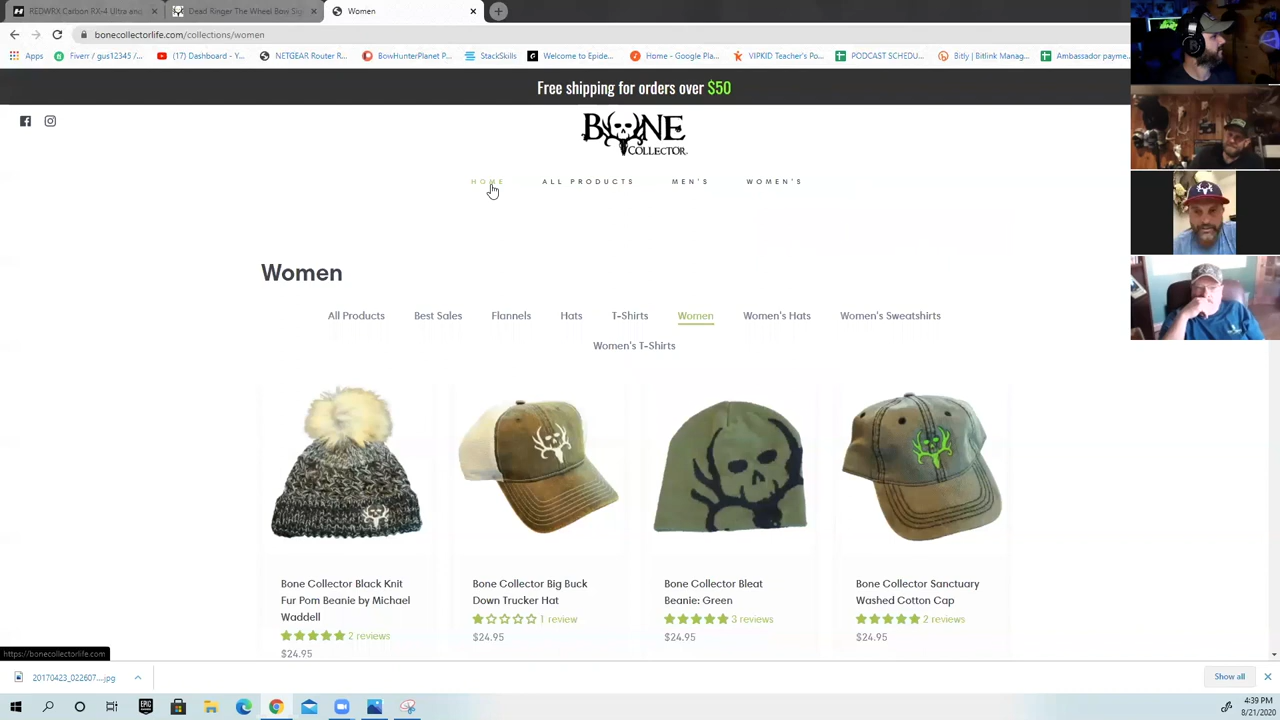 REDWRX Carbon RX-4 Ultra and
Dead Ringer The Wheel Bow Sig
Women
bonecollectorlife.com/collections/women
Apps
Fiverr / gus12345 /...
(17) Dashboard - Y...
NETGEAR Router R...
BowHunterPlanet P...
StackSkills
Welcome to Epide...
Home - Google Pla...
VIPKID Teacher's Po...
PODCAST SCHEDU...
Bitly | Bitlink Manag...
Ambassador payme...
Free shipping for orders over $50
BONE
COLLECTOR
HOME
ALL PRODUCTS
MEN'S
WOMEN'S
Women
All Products
Best Sales
Flannels
Hats
T-Shirts
Women
Women's Hats
Women's Sweatshirts
Women's T-Shirts
Bone Collector Black Knit
Fur Pom Beanie by Michael
Waddell
2 reviews
$24.95
Bone Collector Big Buck
Down Trucker Hat
1 review
$24.95
Bone Collector Bleat
Beanie: Green
3 reviews
$24.95
Bone Collector Sanctuary
Washed Cotton Cap
2 reviews
$24.95
https://bonecollectorlife.com
20170423_022607....jpg
Show all
EPIC
4:39 PM
8/21/2020